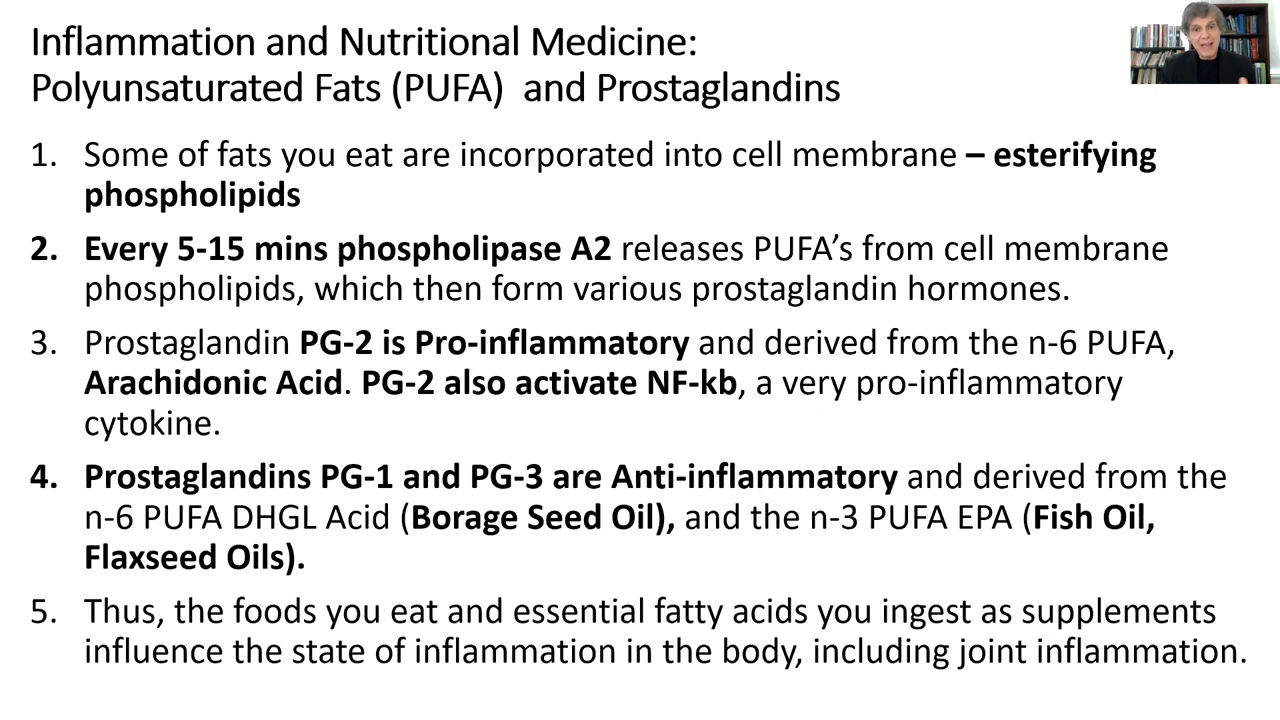 Inflammation and Nutritional Medicine:
Polyunsaturated Fats (PUFA)  and Prostaglandins
1. Some of fats you eat are incorporated into cell membrane – esterifying
phospholipids
2. Every 5-15 mins phospholipase A2 releases PUFA’s from cell membrane
phospholipids, which then form various prostaglandin hormones.
3. Prostaglandin PG-2 is Pro-inflammatory and derived from the n-6 PUFA,
Arachidonic Acid. PG-2 also activate NF-kb, a very pro-inflammatory
cytokine.
4. Prostaglandins PG-1 and PG-3 are Anti-inflammatory and derived from the
n-6 PUFA DHGL Acid (Borage Seed Oil), and the n-3 PUFA EPA (Fish Oil,
Flaxseed Oils).
5. Thus, the foods you eat and essential fatty acids you ingest as supplements
influence the state of inflammation in the body, including joint inflammation.